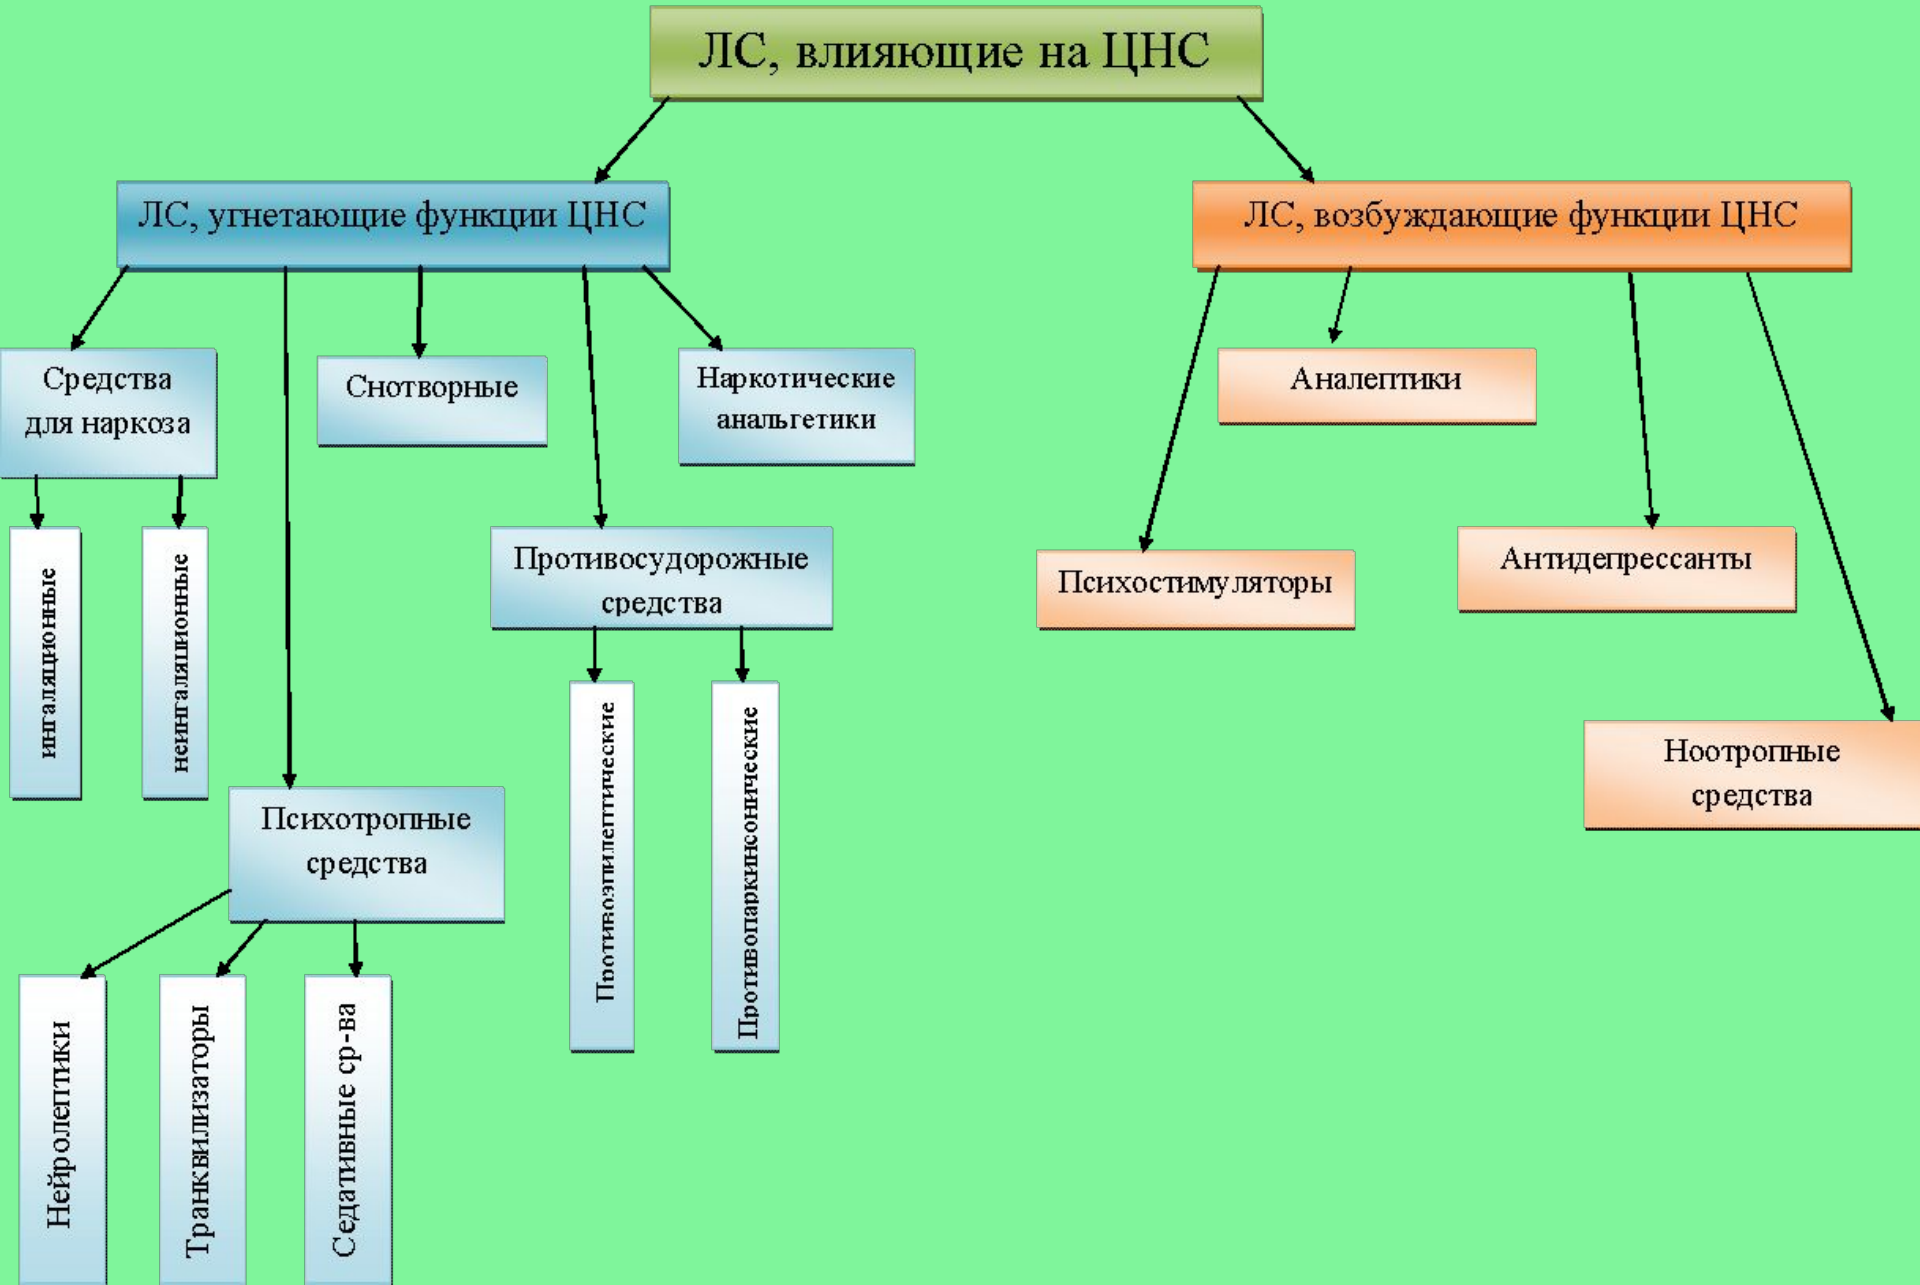 ЛС, влияющие на ЦНС
ЛС, угнетающие функции ЦНС
ЛС, возбуждающие функции ЦНС
Средства
для наркоза
Снотворные
Наркотические
анальгетики
Аналептики
ингаляционные
неингаляционные
Противосудорожные
средства
Психостимуляторы
Антидепрессанты
Противоэпилептические
Противопаркинсонические
Ноотропные
средства
Психотропные
средства
Нейролептики
Транквилизаторы
Седативные ср-ва